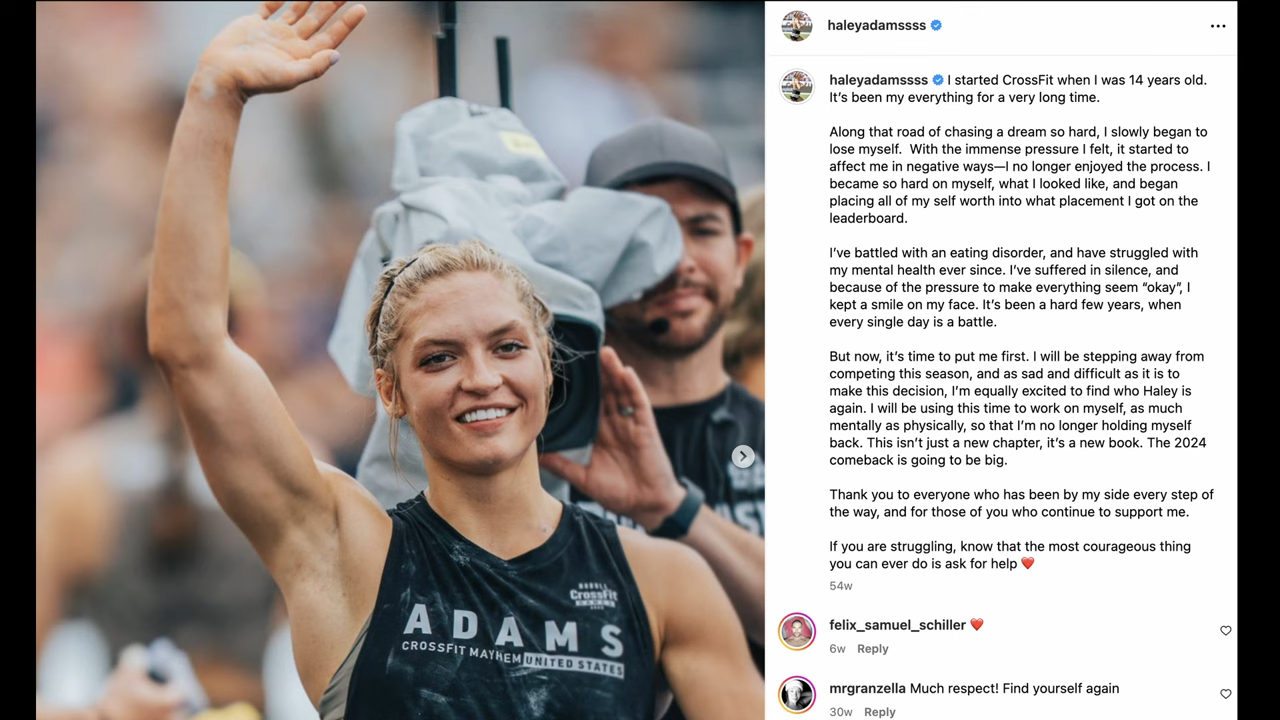 haleyadamssss
haleyadamssss I started CrossFit when I was 14 years old.
It’s been my everything for a very long time.
Along that road of chasing a dream so hard, I slowly began to
lose myself.  With the immense pressure I felt, it started to
affect me in negative ways—I no longer enjoyed the process. I
became so hard on myself, what I looked like, and began
placing all of my self worth into what placement I got on the
leaderboard.
I’ve battled with an eating disorder, and have struggled with
my mental health ever since. I’ve suffered in silence, and
because of the pressure to make everything seem “okay”, I
kept a smile on my face. It’s been a hard few years, when
every single day is a battle.
But now, it’s time to put me first. I will be stepping away from
competing this season, and as sad and difficult as it is to
make this decision, I’m equally excited to find who Haley is
again. I will be using this time to work on myself, as much
mentally as physically, so that I’m no longer holding myself
back. This isn’t just a new chapter, it’s a new book. The 2024
comeback is going to be big.
Thank you to everyone who has been by my side every step of
the way, and for those of you who continue to support me.
If you are struggling, know that the most courageous thing
you can ever do is ask for help ❤️
54w
felix_samuel_schiller ❤️
6w Reply
mrgranzella Much respect! Find yourself again
30w Reply
CrossFit
GAMES
ADAMS
CROSSFIT MAYHEM UNITED STATES